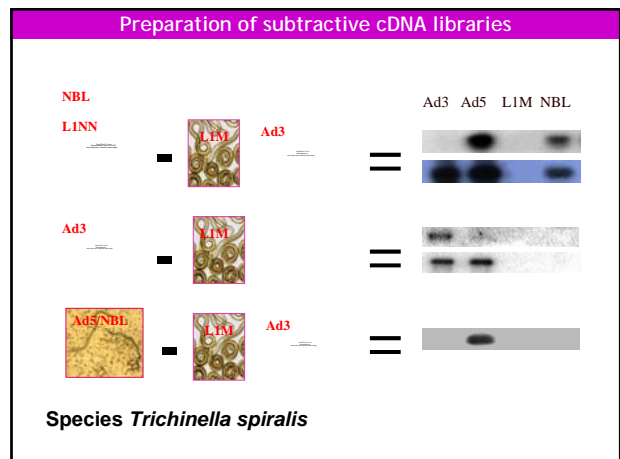 Preparation of subtractive cDNA libraries
Ad3 Ad5 L1M NBL
NBL
L1NN
L1M
Ad3
Ad3
L1M
Ad5/NBL
L1M
Ad3
Species Trichinella spiralis